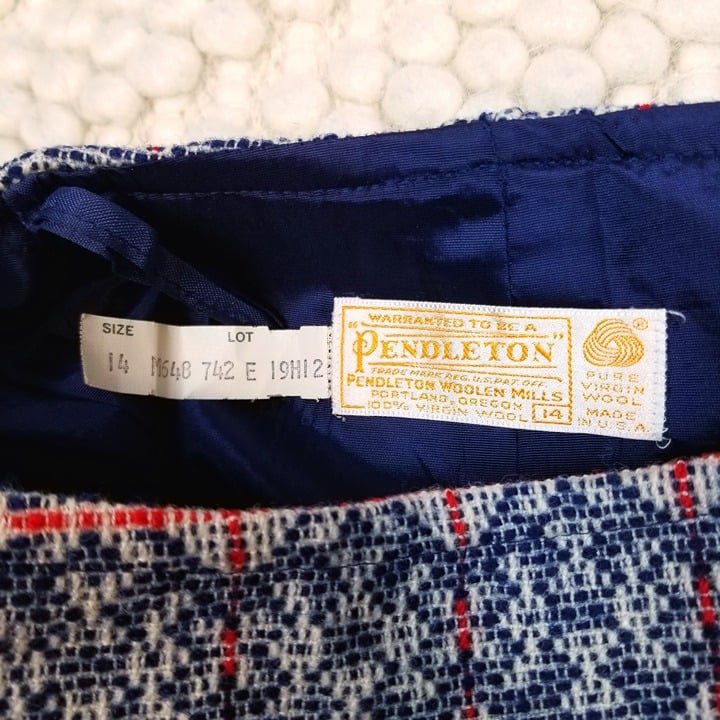 SIZE LOT
14 M648 742 E 19H12
WARRANTED TO BE A
"PENDLETON"
TRADE MARK REG. U.S. PAT. OFF.
PENDLETON WOOLEN MILLS
PORTLAND, OREGON
100% VIRGIN WOOL 14
®
PURE
VIRGIN
WOOL
MADE
IN U.S.A.